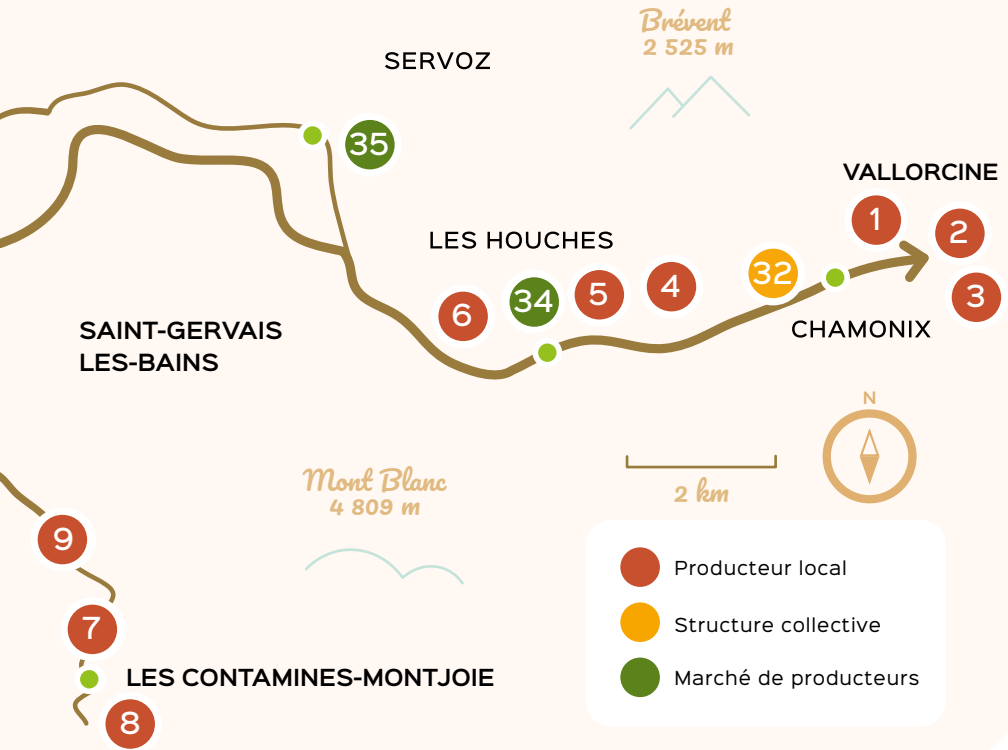 Brévent
2 525 m
SERVOZ
35
VALLORCINE
1
2
3
LES HOUCHES
32
4
5
34
6
CHAMONIX
SAINT-GERVAIS
LES-BAINS
N
2 km
Mont Blanc
4 809 m
9
7
LES CONTAMINES-MONTJOIE
8
Producteur local
Structure collective
Marché de producteurs